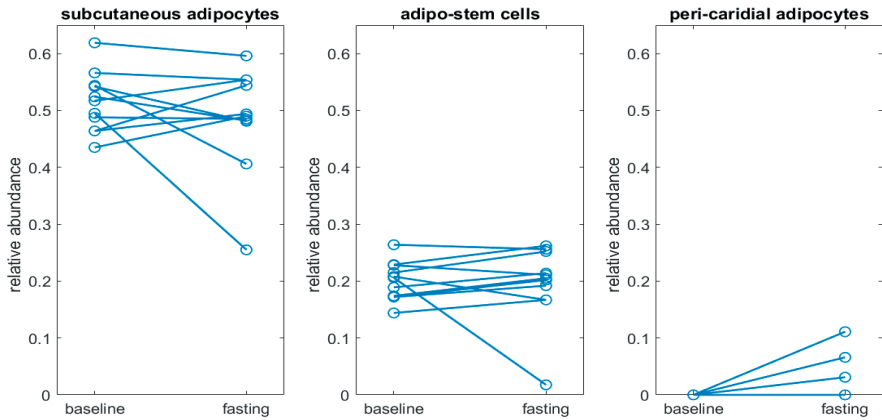 subcutaneous adipocytes
relative abundance
0.6
0.5
0.4
0.3
0.2
0.1
0
baseline
fasting
adipo-stem cells
relative abundance
0.6
0.5
0.4
0.3
0.2
0.1
0
baseline
fasting
peri-caridial adipocytes
relative abundance
0.6
0.5
0.4
0.3
0.2
0.1
0
baseline
fasting